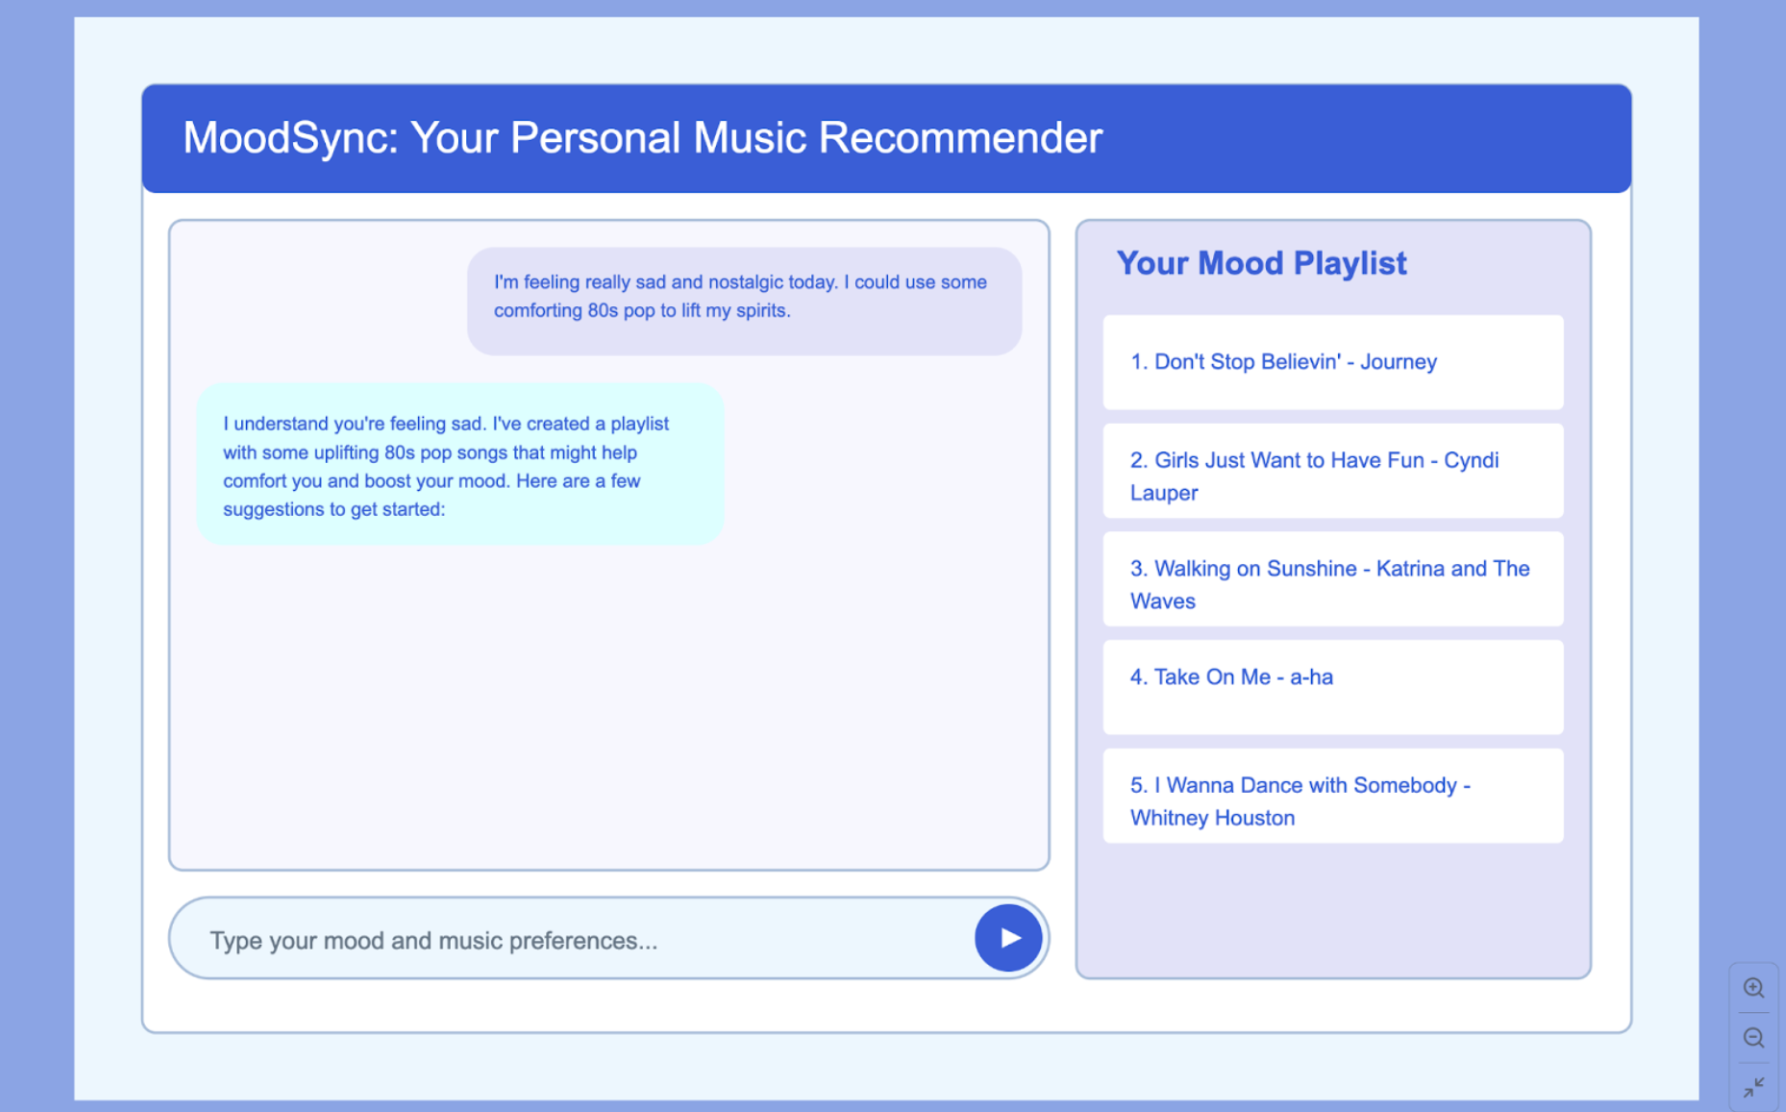 MoodSync: Your Personal Music Recommender
I'm feeling really sad and nostalgic today. I could use some
comforting 80s pop to lift my spirits.
I understand you're feeling sad. I've created a playlist
with some uplifting 80s pop songs that might help
comfort you and boost your mood. Here are a few
suggestions to get started:
Type your mood and music preferences...
Your Mood Playlist
1. Don't Stop Believin' - Journey
2. Girls Just Want to Have Fun - Cyndi
Lauper
3. Walking on Sunshine - Katrina and The
Waves
4. Take On Me - a-ha
5. I Wanna Dance with Somebody -
Whitney Houston